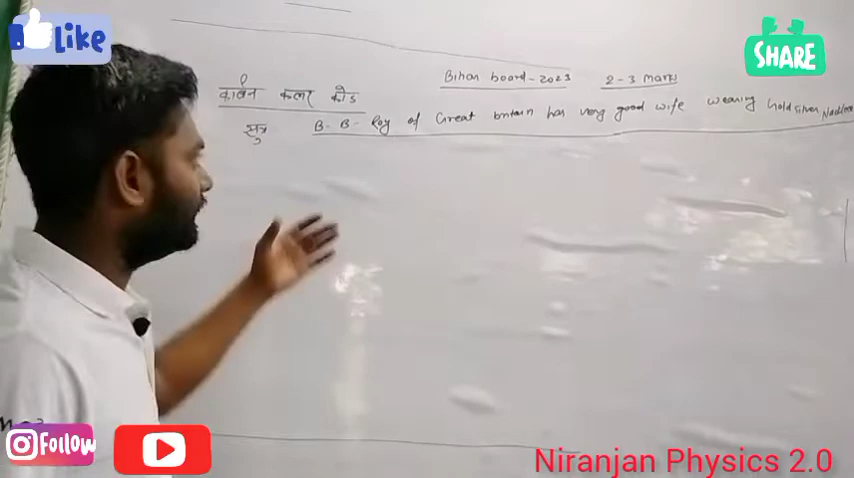 Like
SHARE
Bihar board-2023 2-3 marks
कार्बन कलर कोड
सूत्र B-B-Roy of Great britain has very good wife wearing Gold silver
Follow
Niranjan Physics 2.0